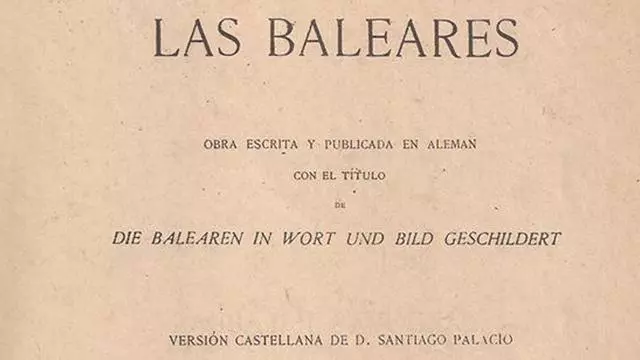 LAS BALEARES
OBRA ESCRITA Y PUBLICADA EN ALEMAN
CON EL TÍTULO
DE
DIE BALEAREN IN WORT UND BILD GESCHILDERT
VERSIÓN CASTELLANA DE D. SANTIAGO PALACIO